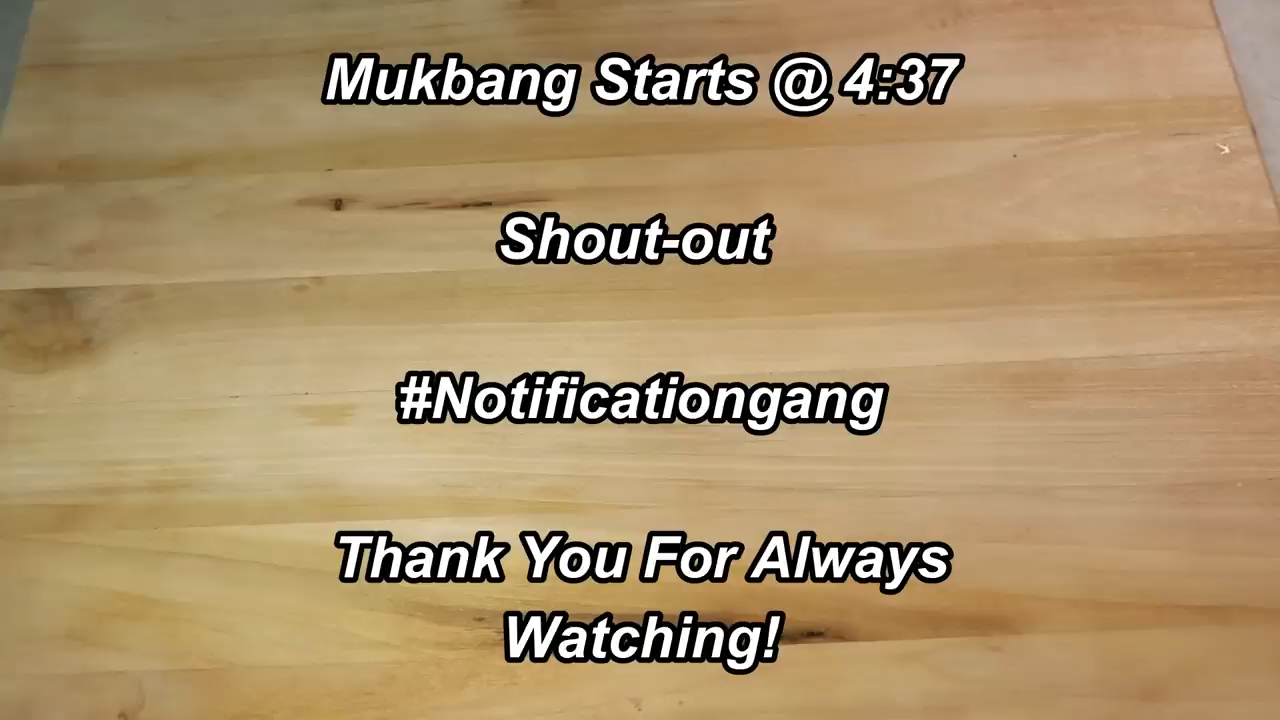 Mukbang Starts @ 4:37
Shout-out
#Notificationgang
Thank You For Always
Watching!